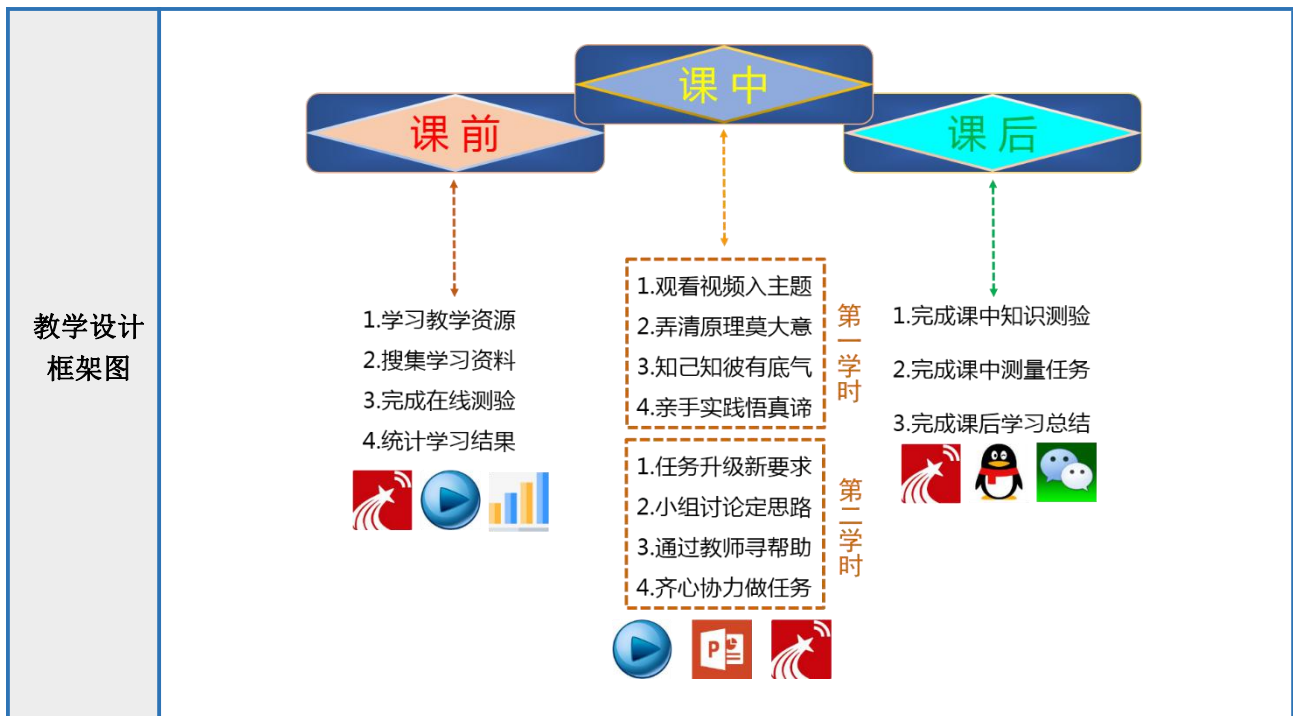 教学设计
框架图
课前
课中
课后
1.学习教学资源
2.搜集学习资料
3.完成在线测验
4.统计学习结果
1.观看视频入主题
2.弄清原理莫大意
3.知己知彼有底气
4.亲手实践悟真谛
第一学时
1.任务升级新要求
2.小组讨论定思路
3.通过教师寻帮助
4.齐心协力做任务
第二学时
P
1.完成课中知识测验
2.完成课中测量任务
3.完成课后学习总结